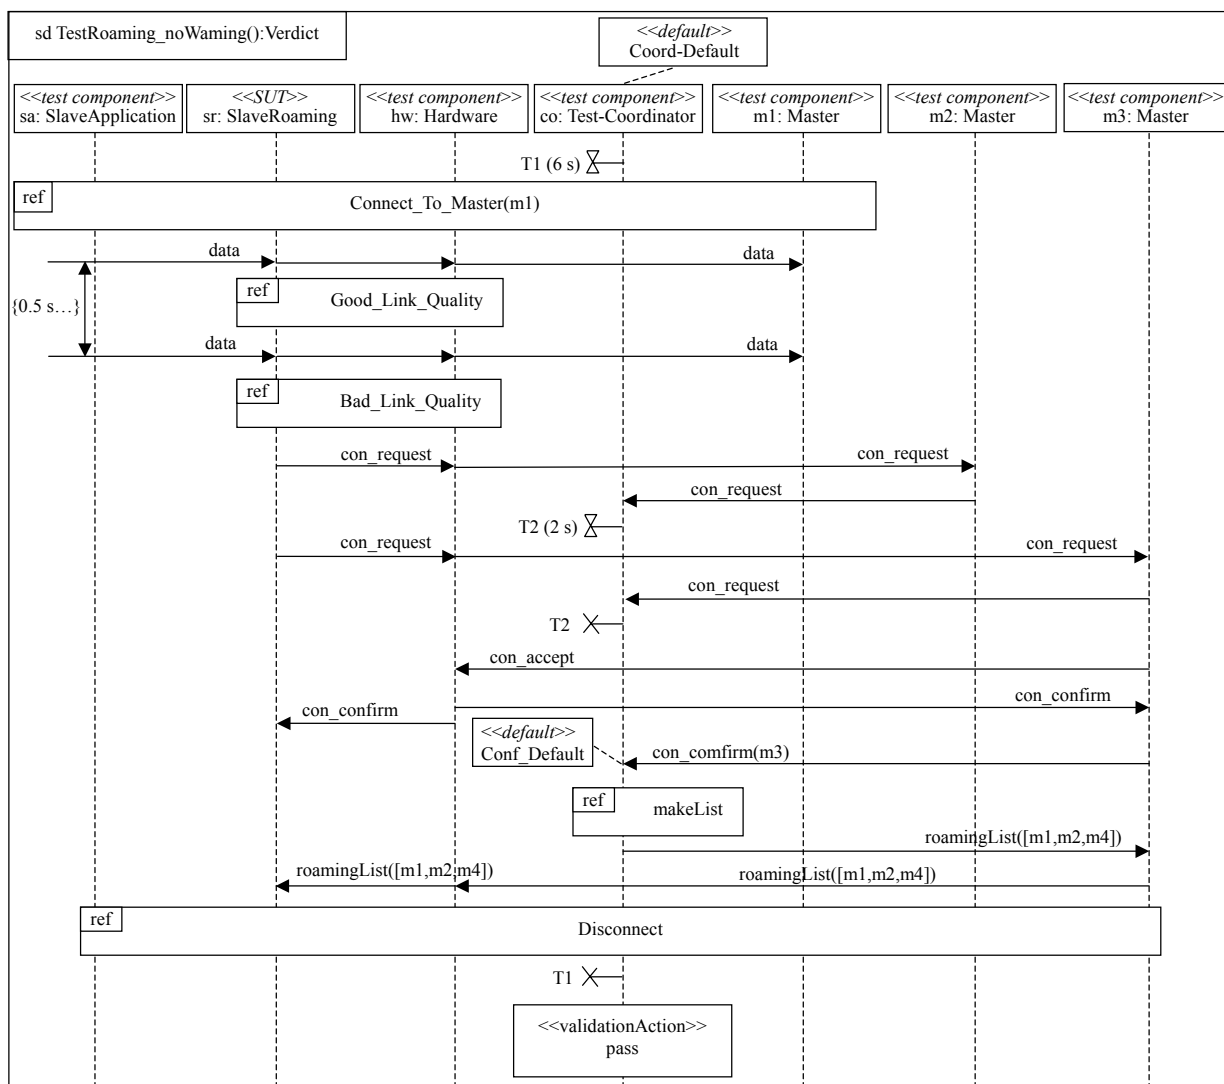 sd TestRoaming_noWaming():Verdict
<<default>>
Coord-Default
<<test component>>
sa: SlaveApplication
<<SUT>>
sr: SlaveRoaming
<<test component>>
hw: Hardware
<<test component>>
co: Test-Coordinator
<<test component>>
m1: Master
<<test component>>
m2: Master
<<test component>>
m3: Master
T1 (6 s)
ref
Connect_To_Master(m1)
data
data
{0.5 s…}
ref
Good_Link_Quality
data
data
ref
Bad_Link_Quality
con_request
con_request
con_request
T2 (2 s)
con_request
con_request
con_request
T2
con_accept
con_confirm
con_confirm
<<default>>
Conf_Default
con_comfirm(m3)
ref
makeList
roamingList([m1,m2,m4])
roamingList([m1,m2,m4])
roamingList([m1,m2,m4])
ref
Disconnect
T1
<<validationAction>>
pass